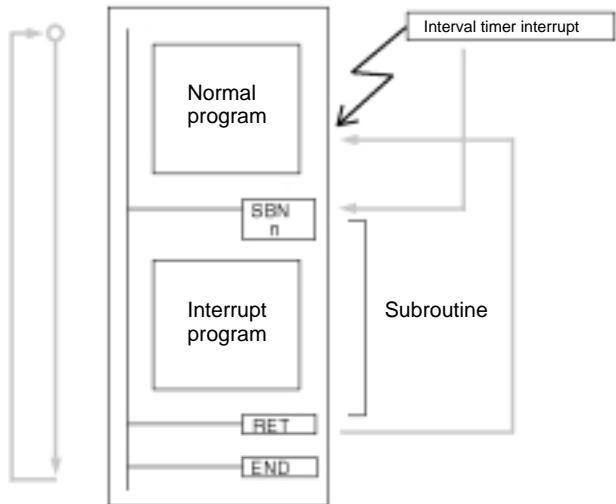 Interval timer interrupt
Normal
program
SBN
n
Interrupt
program
Subroutine
RET
END